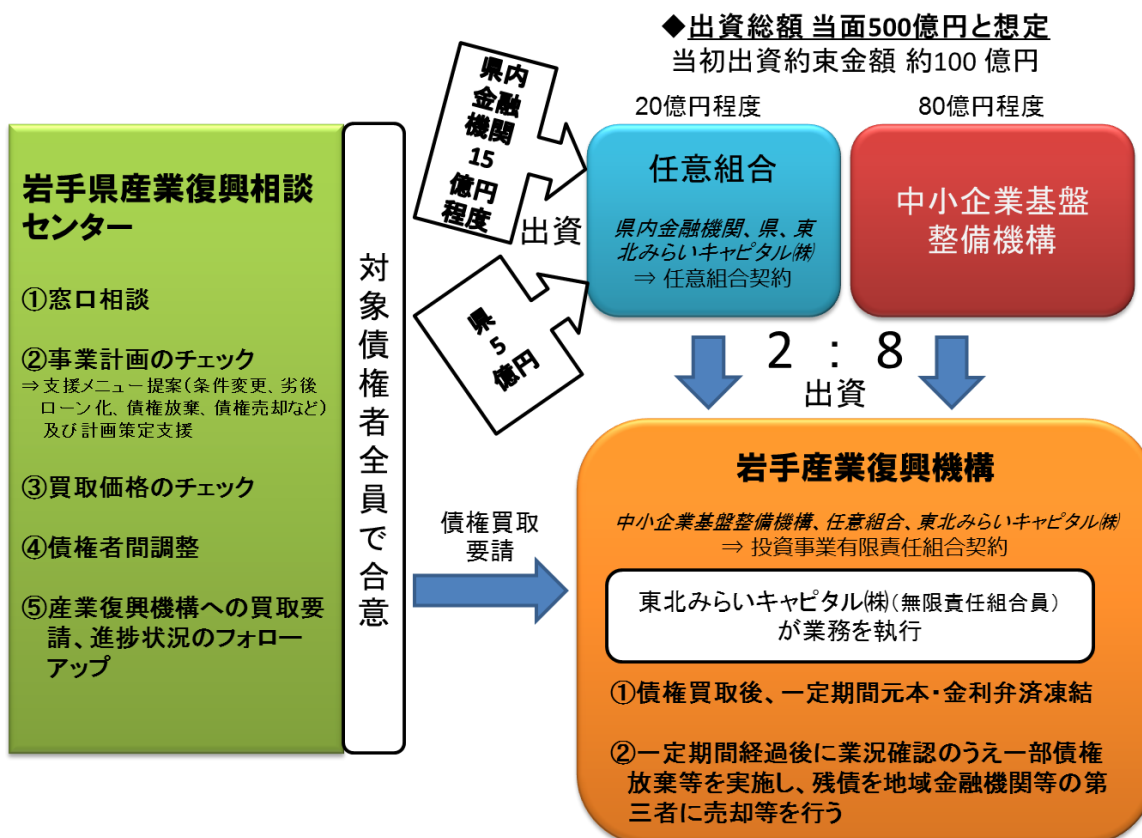 ◆出資総額 当面500億円と想定
当初出資約束金額 約100 億円
20億円程度
80億円程度
県内
金融
機関
15
億円
程度
出資
県
5
億円
任意組合
県内金融機関、県、東
北みらいキャピタル㈱
⇒ 任意組合契約
中小企業基盤
整備機構
2 : 8
出資
岩手県産業復興相談
センター
①窓口相談
②事業計画のチェック
⇒支援メニュー提案(条件変更、劣後
ローン化、債権放棄、債権売却など)
及び計画策定支援
③買取価格のチェック
④債権者間調整
⑤産業復興機構への買取要
請、進捗状況のフォロー
アップ
対象債権者全員で合意
債権買取
要請
岩手産業復興機構
中小企業基盤整備機構、任意組合、東北みらいキャピタル㈱
⇒ 投資事業有限責任組合契約
東北みらいキャピタル㈱(無限責任組合員)
が業務を執行
①債権買取後、一定期間元本・金利弁済凍結
②一定期間経過後に業況確認のうえ一部債権
放棄等を実施し、残債を地域金融機関等の第
三者に売却等を行う